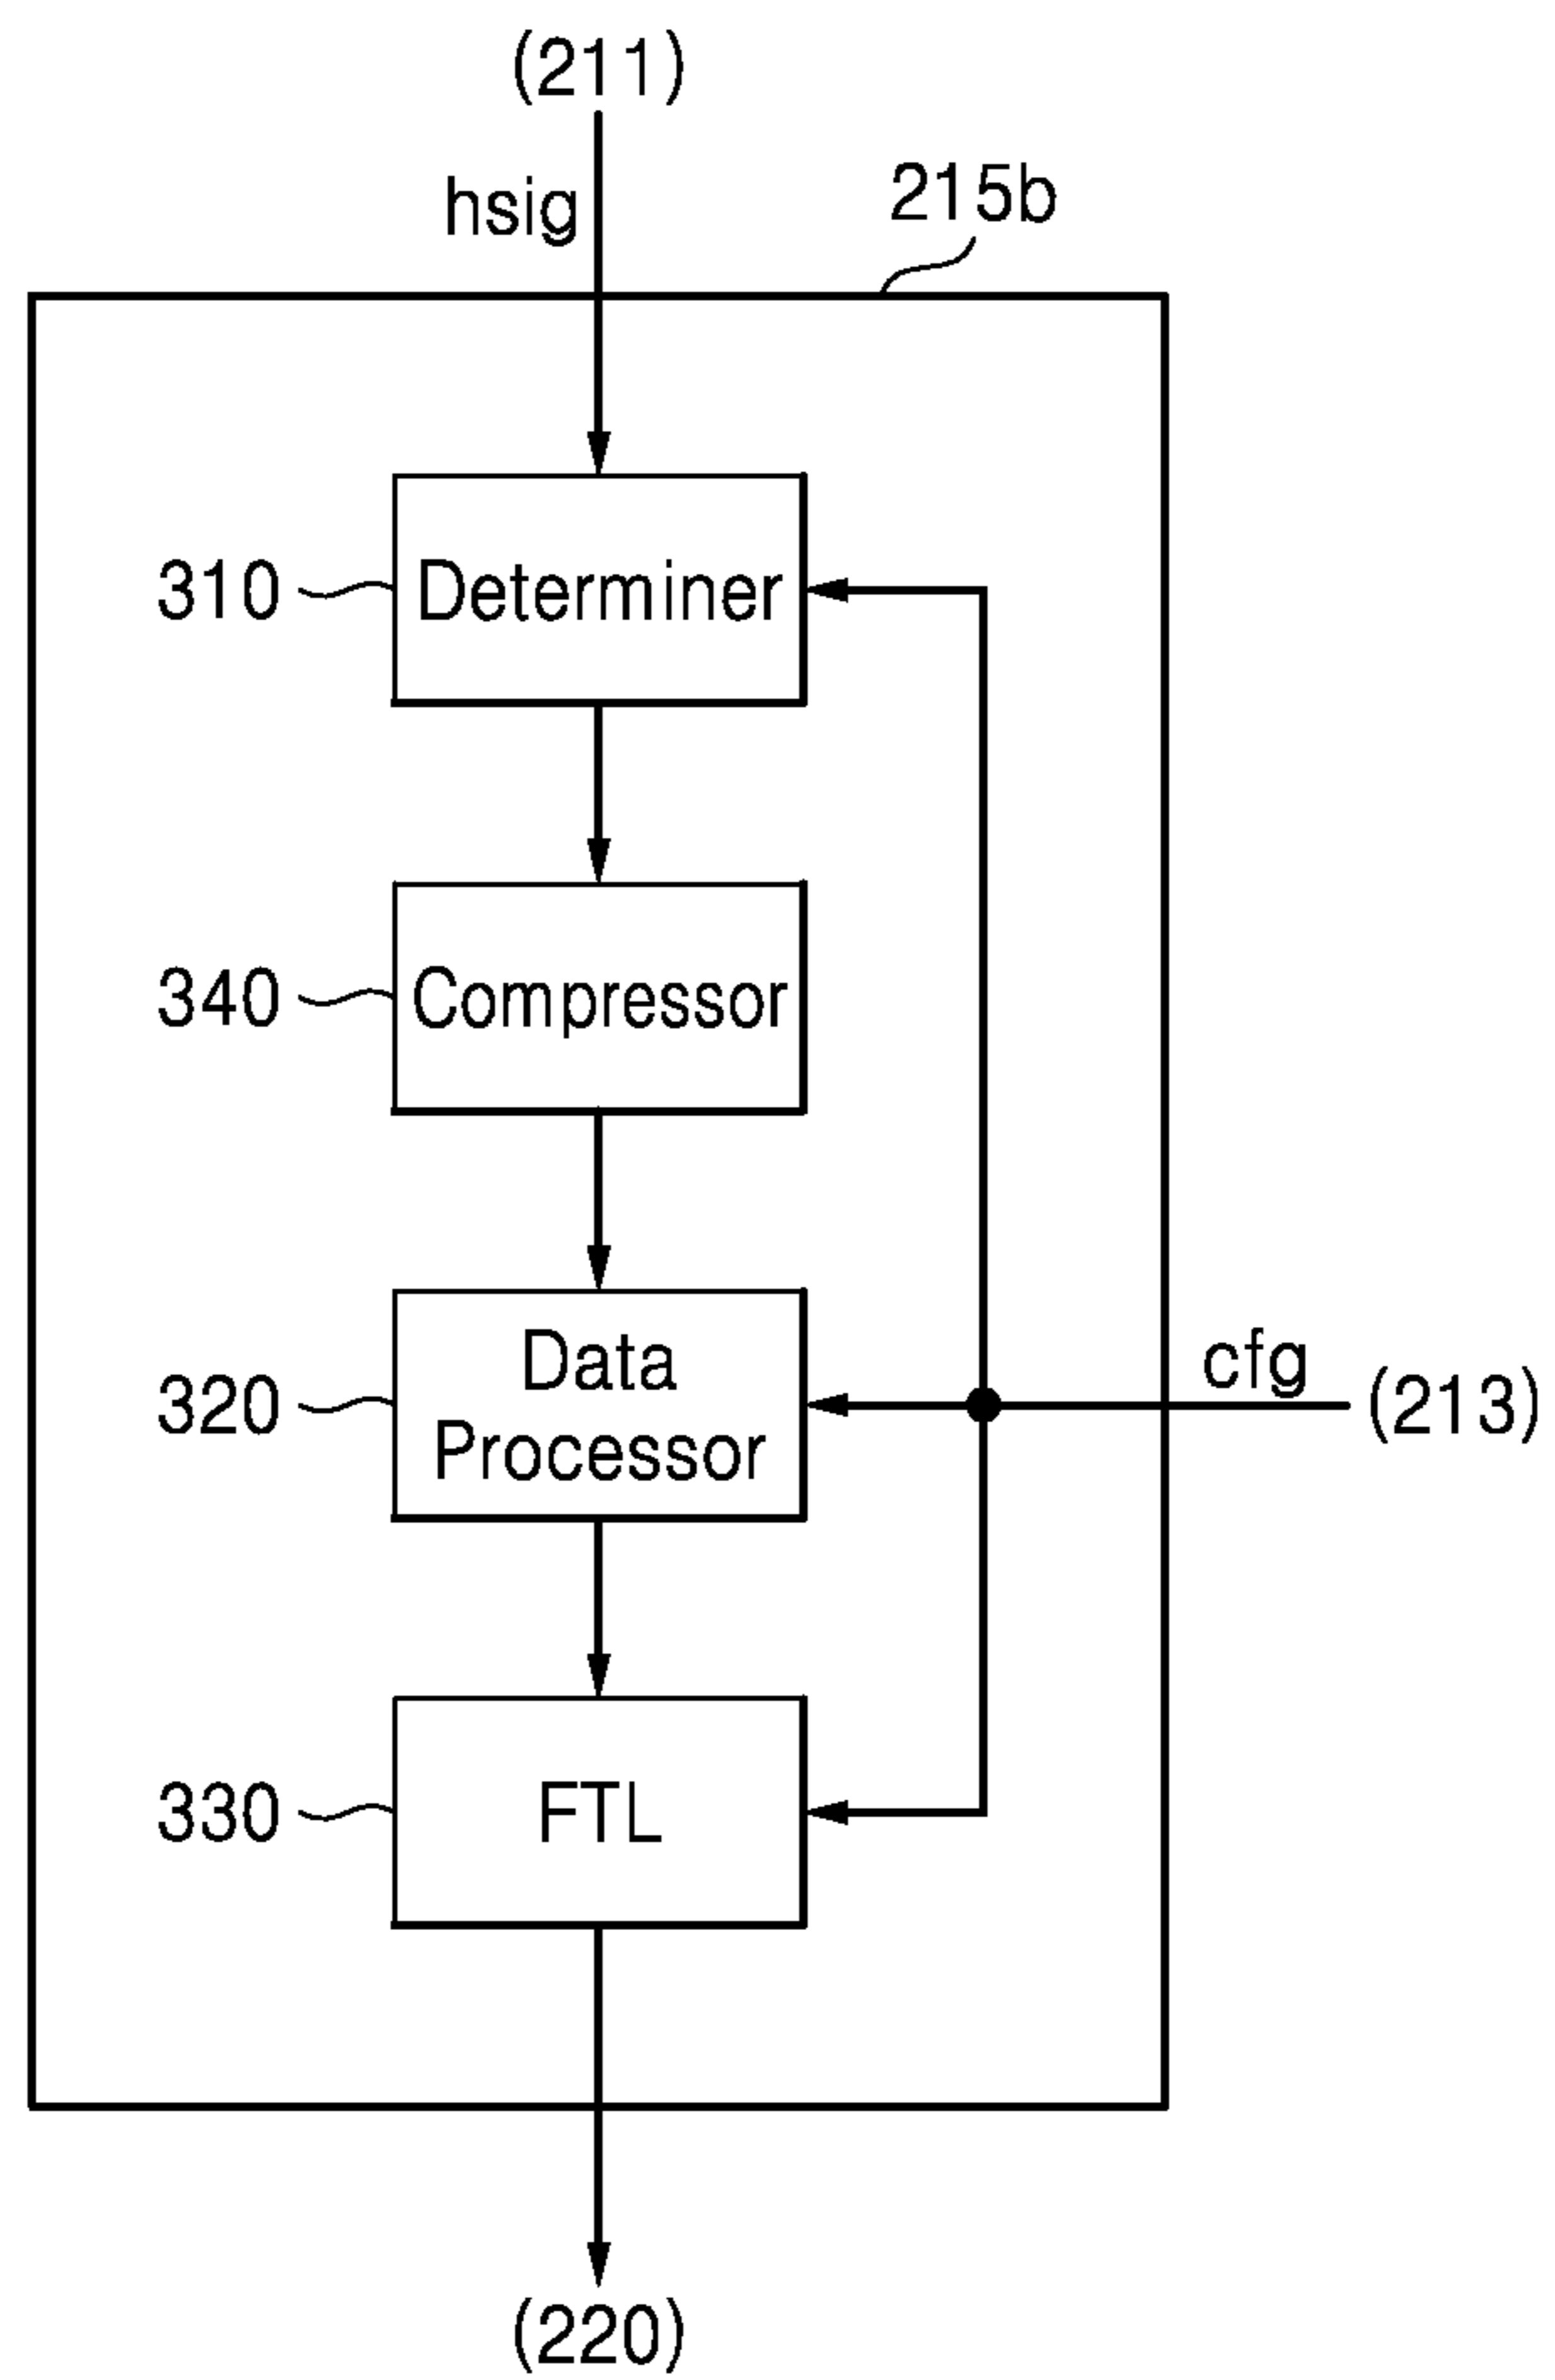 (211)
hsig
215b
310
Determiner
340
Compressor
320
Data
Processor
cfg
(213)
330
FTL
(220)